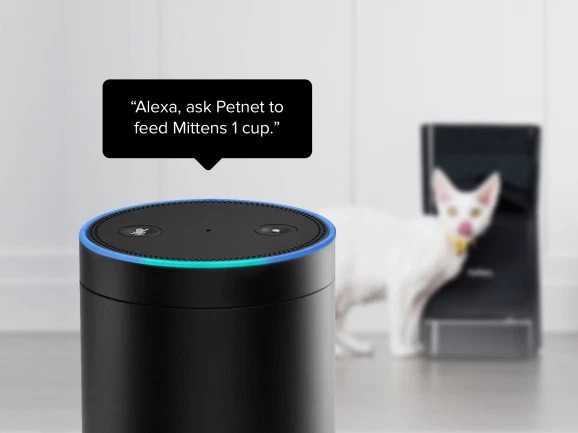 “Alexa, ask Petnet to
feed Mittens 1 cup.”